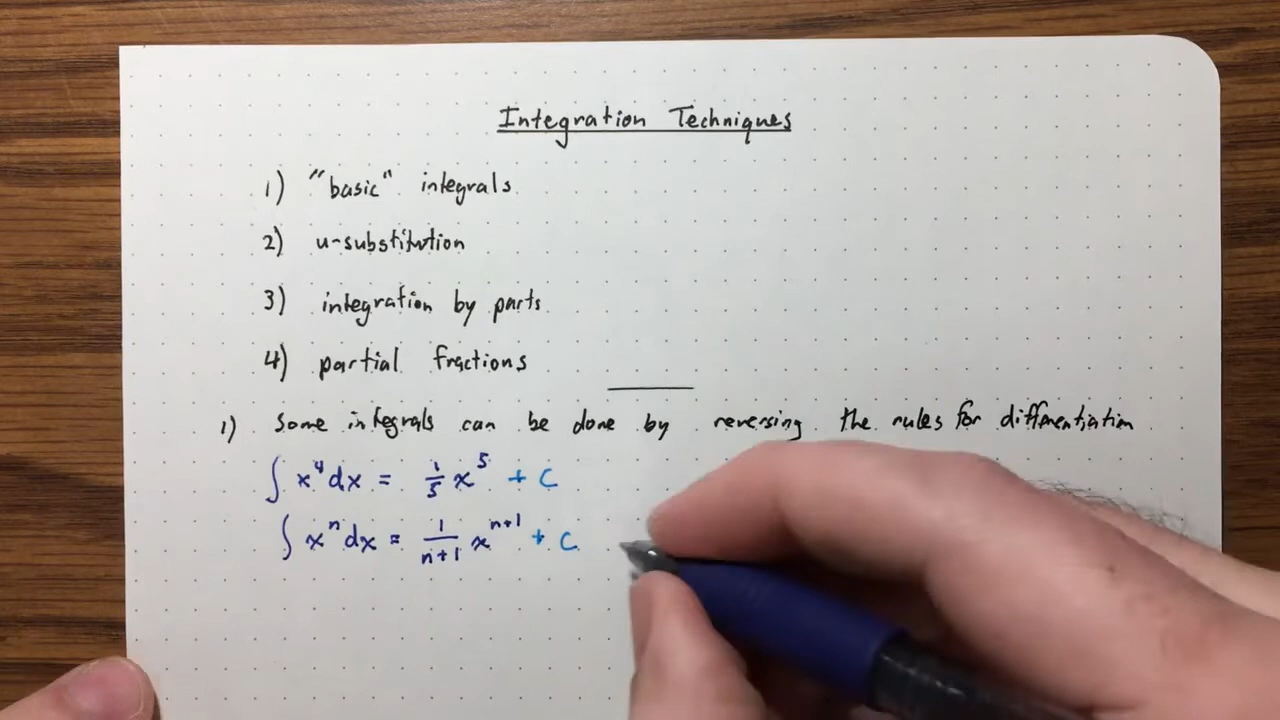 Integration Techniques
1) "basic" integrals
2) u-substitution
3) integration by parts
4) partial fractions
1) Some integrals can be done by reversing the rules for differentiation
∫ x⁴ dx = 1/5 x⁵ + C
∫ xⁿ dx = 1/(n+1) xⁿ⁺¹ + C